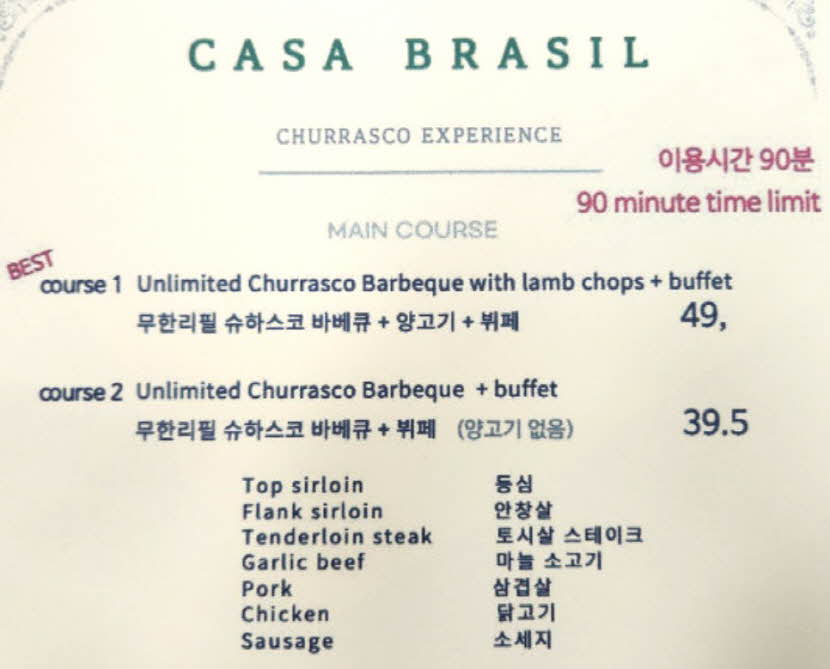 CASA BRASIL
CHURRASCO EXPERIENCE
이용시간 90분
90 minute time limit
MAIN COURSE
BEST
course 1 Unlimited Churrasco Barbeque with lamb chops + buffet
무한리필 슈하스코 바베큐 + 양고기 + 뷔페 49,
course 2 Unlimited Churrasco Barbeque + buffet
무한리필 슈하스코 바베큐 + 뷔페 (양고기 없음) 39.5
Top sirloin 등심
Flank sirloin 안창살
Tenderloin steak 토시살 스테이크
Garlic beef 마늘 소고기
Pork 삼겹살
Chicken 닭고기
Sausage 소세지